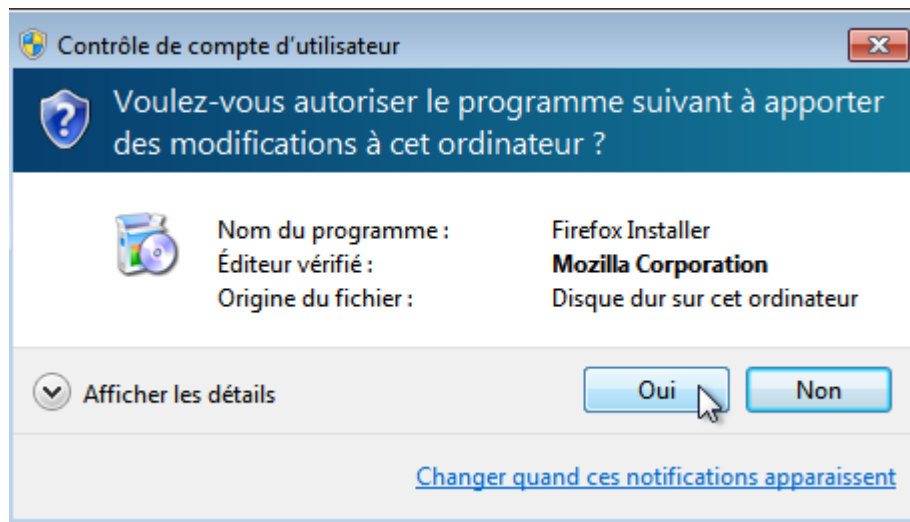 Contrôle de compte d'utilisateur
Voulez-vous autoriser le programme suivant à apporter
des modifications à cet ordinateur ?
Nom du programme : Firefox Installer
Éditeur vérifié : Mozilla Corporation
Origine du fichier : Disque dur sur cet ordinateur
Afficher les détails Oui Non
Changer quand ces notifications apparaissent